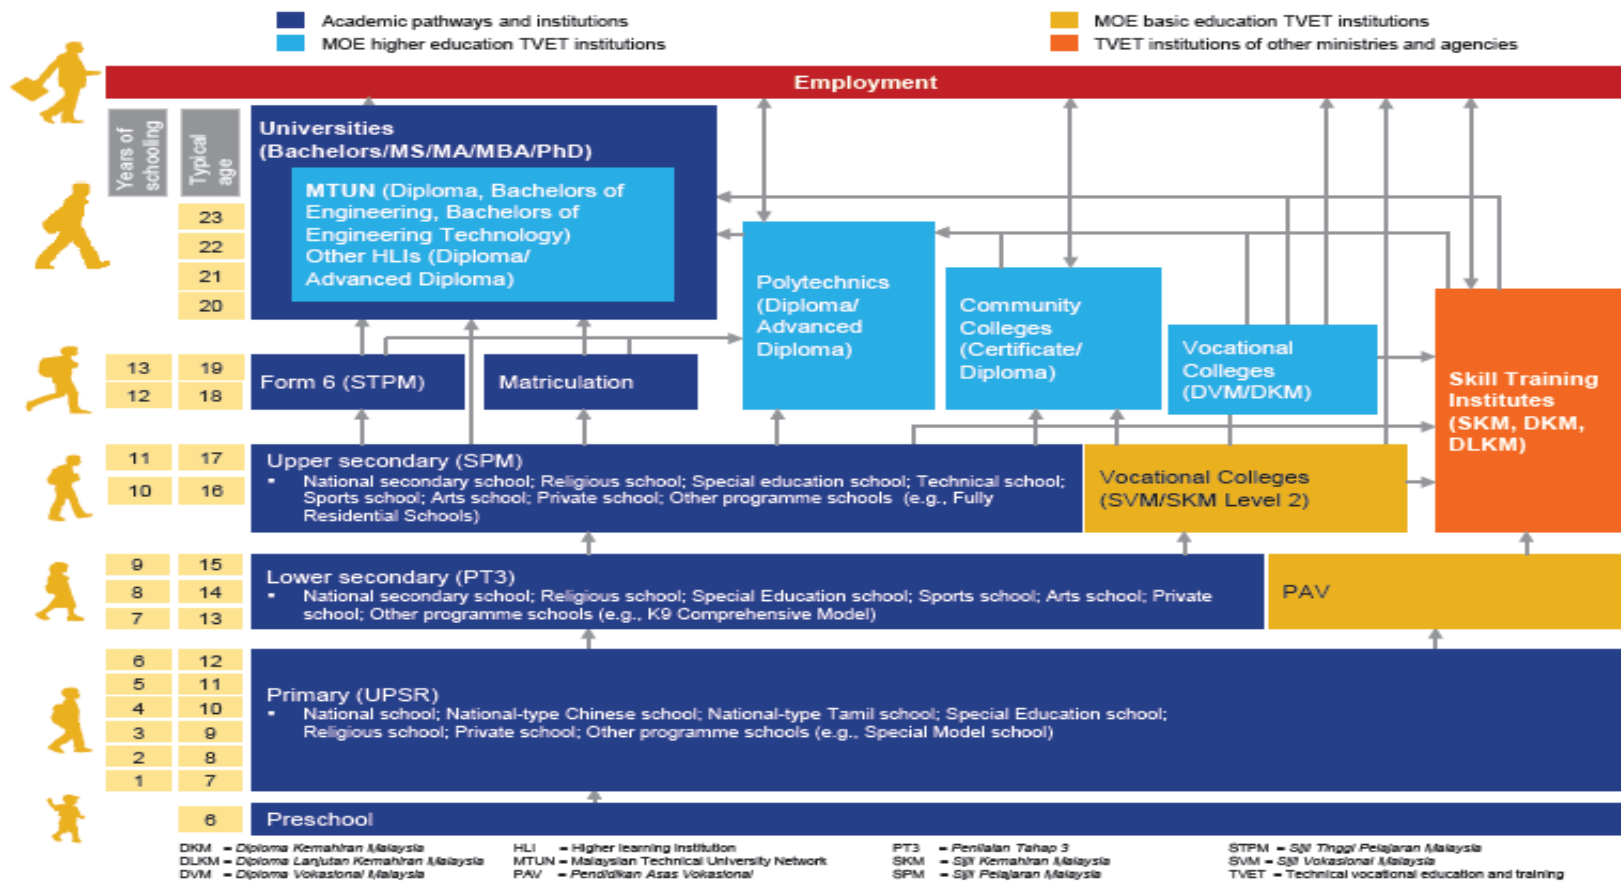 Academic pathways and institutions
MOE higher education TVET institutions
MOE basic education TVET institutions
TVET institutions of other ministries and agencies
Employment
Years of
schooling
Typical
age
Universities
(Bachelors/MS/MA/MBA/PhD)
MTUN (Diploma, Bachelors of
Engineering, Bachelors of
Engineering Technology)
Other HLIs (Diploma/
Advanced Diploma)
23
22
21
20
Polytechnics
(Diploma/
Advanced
Diploma)
Community
Colleges
(Certificate/
Diploma)
Vocational
Colleges
(DVM/DKM)
Skill Training
Institutes
(SKM, DKM,
DLKM)
13 19
12 18
Form 6 (STPM)
Matriculation
11 17
10 16
Upper secondary (SPM)
▪ National secondary school; Religious school; Special education school; Technical school;
Sports school; Arts school; Private school; Other programme schools (e.g., Fully
Residential Schools)
Vocational Colleges
(SVM/SKM Level 2)
9 15
8 14
7 13
Lower secondary (PT3)
▪ National secondary school; Religious school; Special Education school; Sports school; Arts school; Private
school; Other programme schools (e.g., K9 Comprehensive Model)
PAV
6 12
5 11
4 10
3 9
2 8
1 7
Primary (UPSR)
▪ National school; National-type Chinese school; National-type Tamil school; Special Education school;
Religious school; Private school; Other programme schools (e.g., Special Model school)
6
Preschool
DKM = Diploma Kemahiran Malaysia
DLKM = Diploma Lanjutan Kemahiran Malaysia
DVM = Diploma Vokasional Malaysia
HLI = Higher learning institution
MTUN = Malaysian Technical University Network
PAV = Pendidikan Asas Vokasional
PT3 = Penilaian Tahap 3
SKM = Sijil Kemahiran Malaysia
SPM = Sijil Pelajaran Malaysia
STPM = Sijil Tinggi Pelajaran Malaysia
SVM = Sijil Vokasional Malaysia
TVET = Technical vocational education and training